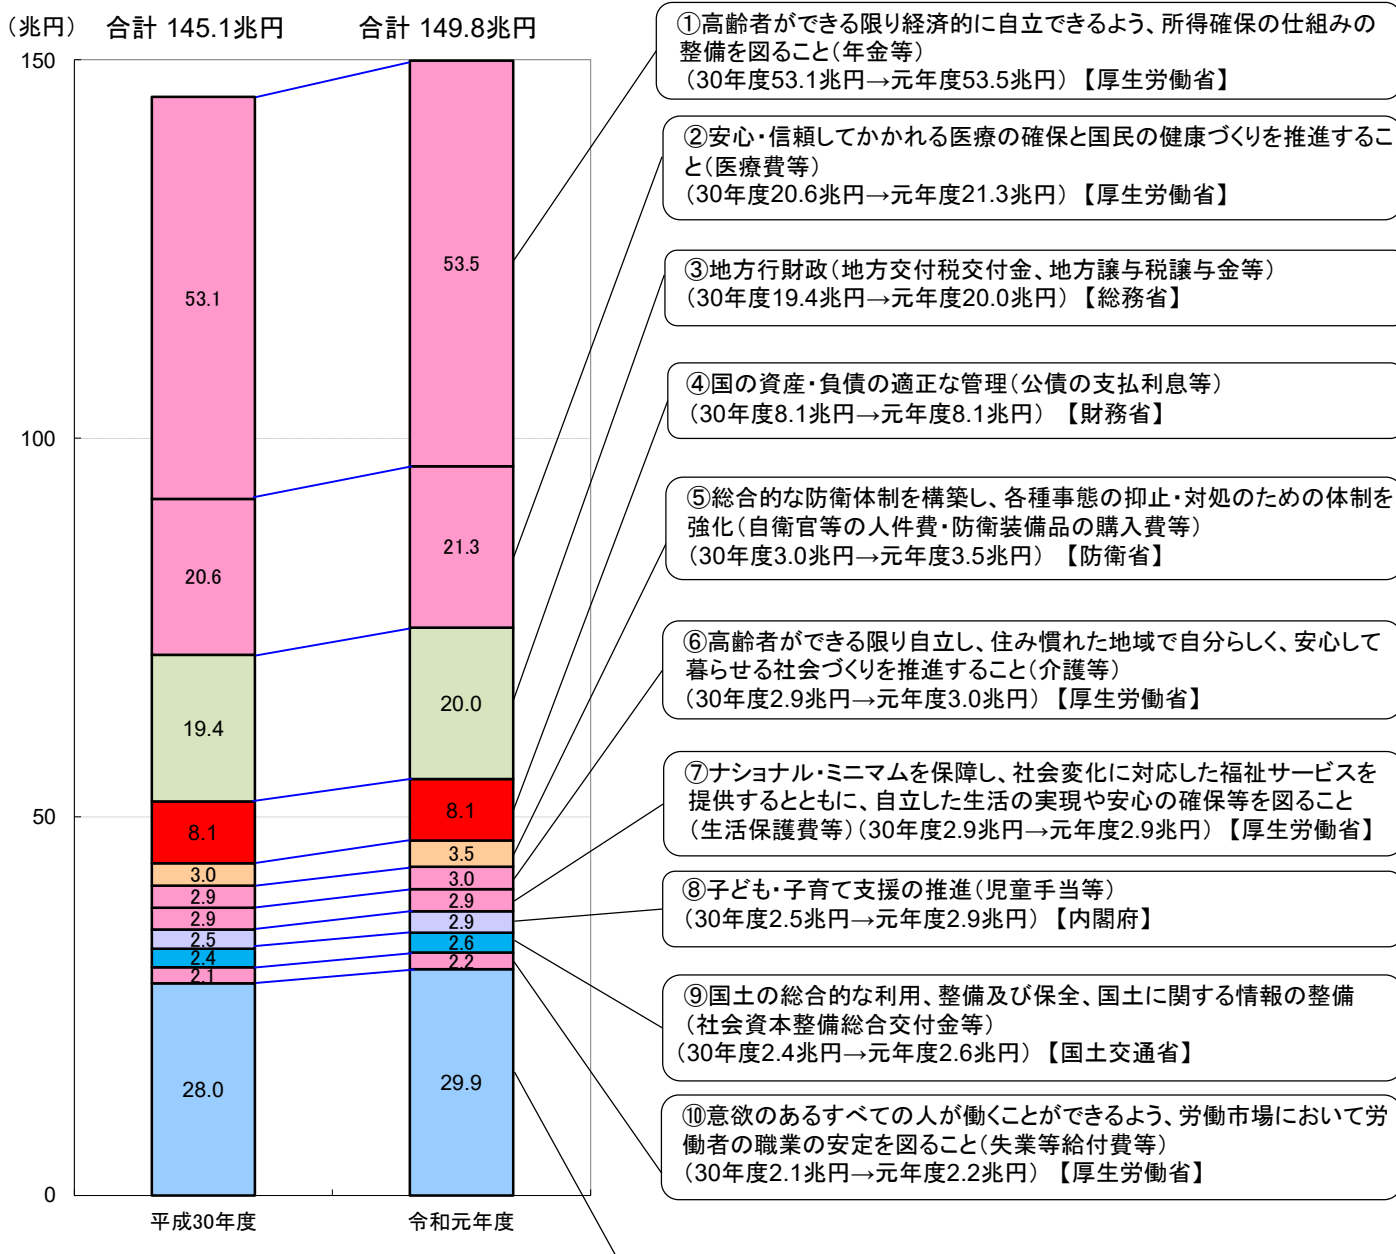 （兆円）
合計 145.1兆円
合計 149.8兆円
150
100
50
0
53.1
20.6
19.4
8.1
3.0
2.9
2.9
2.5
2.4
2.1
28.0
平成30年度
53.5
21.3
20.0
8.1
3.5
3.0
2.9
2.9
2.6
2.2
29.9
令和元年度
①高齢者ができる限り経済的に自立できるよう、所得確保の仕組みの
整備を図ること（年金等）
（30年度53.1兆円→元年度53.5兆円）【厚生労働省】
②安心・信頼してかかれる医療の確保と国民の健康づくりを推進するこ
と（医療費等）
（30年度20.6兆円→元年度21.3兆円）【厚生労働省】
③地方行財政（地方交付税交付金、地方譲与税譲与金等）
（30年度19.4兆円→元年度20.0兆円）【総務省】
④国の資産・負債の適正な管理（公債の支払利息等）
（30年度8.1兆円→元年度8.1兆円）【財務省】
⑤総合的な防衛体制を構築し、各種事態の抑止・対処のための体制を
強化（自衛官等の人件費・防衛装備品の購入費等）
（30年度3.0兆円→元年度3.5兆円）【防衛省】
⑥高齢者ができる限り自立し、住み慣れた地域で自分らしく、安心して
暮らせる社会づくりを推進すること（介護等）
（30年度2.9兆円→元年度3.0兆円）【厚生労働省】
⑦ナショナル・ミニマムを保障し、社会変化に対応した福祉サービスを
提供するとともに、自立した生活の実現や安心の確保等を図ること
（生活保護費等）（30年度2.9兆円→元年度2.9兆円）【厚生労働省】
⑧子ども・子育て支援の推進（児童手当等）
（30年度2.5兆円→元年度2.9兆円）【内閣府】
⑨国土の総合的な利用、整備及び保全、国土に関する情報の整備
（社会資本整備総合交付金等）
（30年度2.4兆円→元年度2.6兆円）【国土交通省】
⑩意欲のあるすべての人が働くことができるよう、労働市場において労
働者の職業の安定を図ること（失業等給付費等）
（30年度2.1兆円→元年度2.2兆円）【厚生労働省】